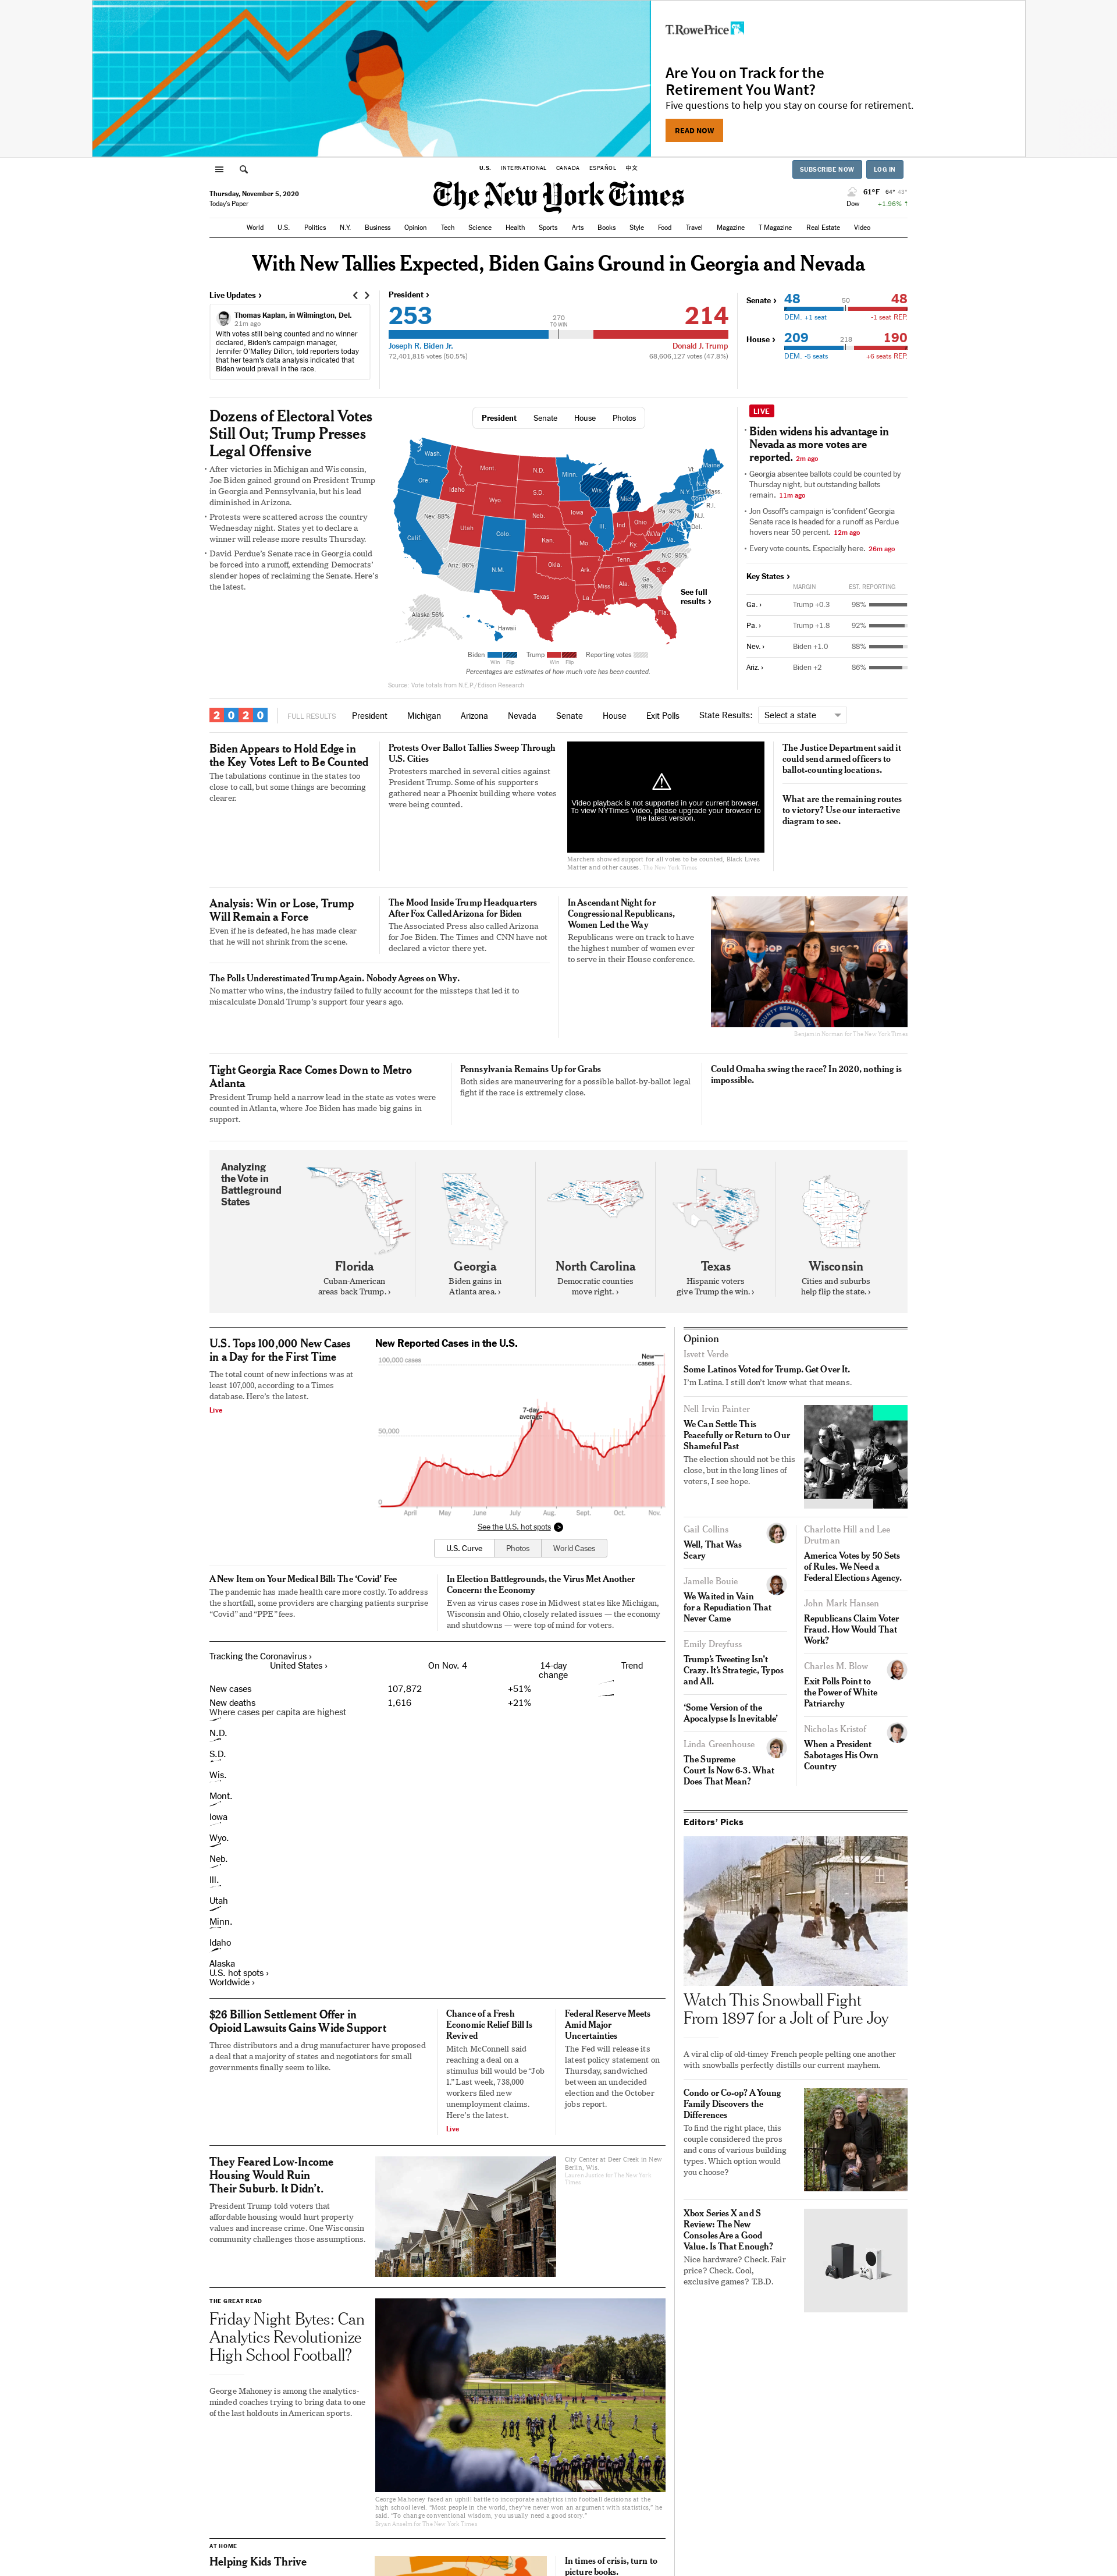 T.RowePrice
Are You on Track for the
Retirement You Want?
Five questions to help you stay on course for retirement.
READ NOW
U.S. INTERNATIONAL CANADA ESPAÑOL 中文
SUBSCRIBE NOW LOG IN
Thursday, November 5, 2020
Today's Paper
The New York Times
61°F 64° 43°
Dow +1.96% ↑
World U.S. Politics N.Y. Business Opinion Tech Science Health Sports Arts Books Style Food Travel Magazine T Magazine Real Estate Video
With New Tallies Expected, Biden Gains Ground in Georgia and Nevada
Live Updates ›
Thomas Kaplan, in Wilmington, Del.
21m ago
With votes still being counted and no winner
declared, Biden's campaign manager,
Jennifer O'Malley Dillon, told reporters today
that her team's data analysis indicated that
Biden would prevail in the race.
President ›
253 270 TO WIN 214
Joseph R. Biden Jr. Donald J. Trump
72,401,815 votes (50.5%) 68,606,127 votes (47.8%)
Senate › 48 50 48
DEM. +1 seat -1 seat REP.
House › 209 218 190
DEM. -5 seats +6 seats REP.
Dozens of Electoral Votes
Still Out; Trump Presses
Legal Offensive
• After victories in Michigan and Wisconsin,
Joe Biden gained ground on President Trump
in Georgia and Pennsylvania, but his lead
diminished in Arizona.
• Protests were scattered across the country
Wednesday night. States yet to declare a
winner will release more results Thursday.
• David Perdue's Senate race in Georgia could
be forced into a runoff, extending Democrats'
slender hopes of reclaiming the Senate. Here's
the latest.
President Senate House Photos
Wash.
Ore.
Calif.
Nev. 88%
Idaho
Mont.
Wyo.
Utah
Ariz. 86%
Colo.
N.M.
N.D.
S.D.
Neb.
Kan.
Okla.
Texas
Minn.
Iowa
Mo.
Ark.
La.
Wis.
Ill.
Mich.
Ind.
Ohio
Ky.
Tenn.
Miss.
Ala.
Ga.
98%
Fla.
S.C.
N.C. 95%
Va.
W.Va.
Pa. 92%
N.Y.
Vt.
N.H.
Maine
Mass.
R.I.
N.J.
Del.
Alaska 56%
Hawaii
See full
results ›
Biden Win Flip Trump Win Flip Reporting votes
Percentages are estimates of how much vote has been counted.
Source: Vote totals from N.E.P./Edison Research
LIVE
• Biden widens his advantage in
Nevada as more votes are
reported. 2m ago
• Georgia absentee ballots could be counted by
Thursday night, but outstanding ballots
remain. 11m ago
• Jon Ossoff's campaign is 'confident' Georgia
Senate race is headed for a runoff as Perdue
hovers near 50 percent. 12m ago
• Every vote counts. Especially here. 26m ago
Key States ›
MARGIN EST. REPORTING
Ga. › Trump +0.3 98%
Pa. › Trump +1.8 92%
Nev. › Biden +1.0 88%
Ariz. › Biden +2 86%
2020 FULL RESULTS President Michigan Arizona Nevada Senate House Exit Polls State Results: Select a state
Biden Appears to Hold Edge in
the Key Votes Left to Be Counted
The tabulations continue in the states too
close to call, but some things are becoming
clearer.
Protests Over Ballot Tallies Sweep Through
U.S. Cities
Protesters marched in several cities against
President Trump. Some of his supporters
gathered near a Phoenix building where votes
were being counted.
Video playback is not supported in your current browser.
To view NYTimes Video, please upgrade your browser to
the latest version.
Marchers showed support for all votes to be counted, Black Lives
Matter and other causes. The New York Times
The Justice Department said it
could send armed officers to
ballot-counting locations.
What are the remaining routes
to victory? Use our interactive
diagram to see.
Analysis: Win or Lose, Trump
Will Remain a Force
Even if he is defeated, he has made clear
that he will not shrink from the scene.
The Mood Inside Trump Headquarters
After Fox Called Arizona for Biden
The Associated Press also called Arizona
for Joe Biden. The Times and CNN have not
declared a victor there yet.
The Polls Underestimated Trump Again. Nobody Agrees on Why.
No matter who wins, the industry failed to fully account for the missteps that led it to
miscalculate Donald Trump's support four years ago.
In Ascendant Night for
Congressional Republicans,
Women Led the Way
Republicans were on track to have
the highest number of women ever
to serve in their House conference.
Benjamin Norman for The New York Times
Tight Georgia Race Comes Down to Metro
Atlanta
President Trump held a narrow lead in the state as votes were
counted in Atlanta, where Joe Biden has made big gains in
support.
Pennsylvania Remains Up for Grabs
Both sides are maneuvering for a possible ballot-by-ballot legal
fight if the race is extremely close.
Could Omaha swing the race? In 2020, nothing is
impossible.
Analyzing
the Vote in
Battleground
States
Florida
Cuban-American
areas back Trump. ›
Georgia
Biden gains in
Atlanta area. ›
North Carolina
Democratic counties
move right. ›
Texas
Hispanic voters
give Trump the win. ›
Wisconsin
Cities and suburbs
help flip the state. ›
U.S. Tops 100,000 New Cases
in a Day for the First Time
The total count of new infections was at
least 107,000, according to a Times
database. Here's the latest.
Live
New Reported Cases in the U.S.
100,000 cases
50,000
0
7-day
average
New
cases
April May June July Aug. Sept. Oct. Nov.
See the U.S. hot spots
U.S. Curve Photos World Cases
A New Item on Your Medical Bill: The 'Covid' Fee
The pandemic has made health care more costly. To address
the shortfall, some providers are charging patients surprise
"Covid" and "PPE" fees.
In Election Battlegrounds, the Virus Met Another
Concern: the Economy
Even as virus cases rose in Midwest states like Michigan,
Wisconsin and Ohio, closely related issues — the economy
and shutdowns — were top of mind for voters.
Tracking the Coronavirus ›
United States › On Nov. 4 14-day change Trend
New cases 107,872 +51%
New deaths 1,616 +21%
Where cases per capita are highest
N.D.
S.D.
Wis.
Mont.
Iowa
Wyo.
Neb.
Ill.
Utah
Minn.
Idaho
Alaska
U.S. hot spots ›
Worldwide ›
$26 Billion Settlement Offer in
Opioid Lawsuits Gains Wide Support
Three distributors and a drug manufacturer have proposed
a deal that a majority of states and negotiators for small
governments finally seem to like.
Chance of a Fresh
Economic Relief Bill Is
Revived
Mitch McConnell said
reaching a deal on a
stimulus bill would be "Job
1." Last week, 738,000
workers filed new
unemployment claims.
Here's the latest.
Live
Federal Reserve Meets
Amid Major
Uncertainties
The Fed will release its
latest policy statement on
Thursday, sandwiched
between an undecided
election and the October
jobs report.
They Feared Low-Income
Housing Would Ruin
Their Suburb. It Didn't.
President Trump told voters that
affordable housing would hurt property
values and increase crime. One Wisconsin
community challenges those assumptions.
City Center at Deer Creek in New
Berlin, Wis.
Lauren Justice for The New York
Times
THE GREAT READ
Friday Night Bytes: Can
Analytics Revolutionize
High School Football?
George Mahoney is among the analytics-
minded coaches trying to bring data to one
of the last holdouts in American sports.
George Mahoney faced an uphill battle to incorporate analytics into football decisions at the
high school level. "Most people in the world, they've never won an argument with statistics," he
said. "To change conventional wisdom, you usually need a good story."
Bryan Anselm for The New York Times
AT HOME
Helping Kids Thrive
In times of crisis, turn to
picture books.
Opinion
Isvett Verde
Some Latinos Voted for Trump. Get Over It.
I'm Latina. I still don't know what that means.
Nell Irvin Painter
We Can Settle This
Peacefully or Return to Our
Shameful Past
The election should not be this
close, but in the long lines of
voters, I see hope.
Gail Collins
Well, That Was
Scary
Jamelle Bouie
We Waited in Vain
for a Repudiation That
Never Came
Emily Dreyfuss
Trump's Tweeting Isn't
Crazy. It's Strategic, Typos
and All.
'Some Version of the
Apocalypse Is Inevitable'
Linda Greenhouse
The Supreme
Court Is Now 6-3. What
Does That Mean?
Charlotte Hill and Lee
Drutman
America Votes by 50 Sets
of Rules. We Need a
Federal Elections Agency.
John Mark Hansen
Republicans Claim Voter
Fraud. How Would That
Work?
Charles M. Blow
Exit Polls Point to
the Power of White
Patriarchy
Nicholas Kristof
When a President
Sabotages His Own
Country
Editors' Picks
Watch This Snowball Fight
From 1897 for a Jolt of Pure Joy
A viral clip of old-timey French people pelting one another
with snowballs perfectly distills our current mayhem.
Condo or Co-op? A Young
Family Discovers the
Differences
To find the right place, this
couple considered the pros
and cons of various building
types. Which option would
you choose?
Xbox Series X and S
Review: The New
Consoles Are a Good
Value. Is That Enough?
Nice hardware? Check. Fair
price? Check. Cool,
exclusive games? T.B.D.